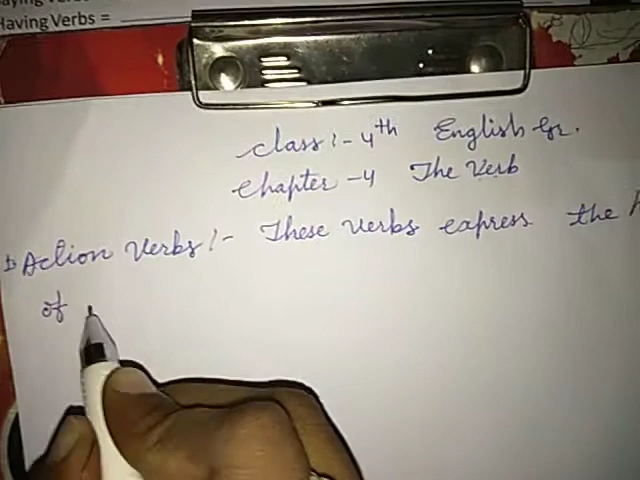 Having Verbs =
Class :- 4th English Gr.
Chapter -4 The Verb
1) Action Verbs :- These Verbs express the
of